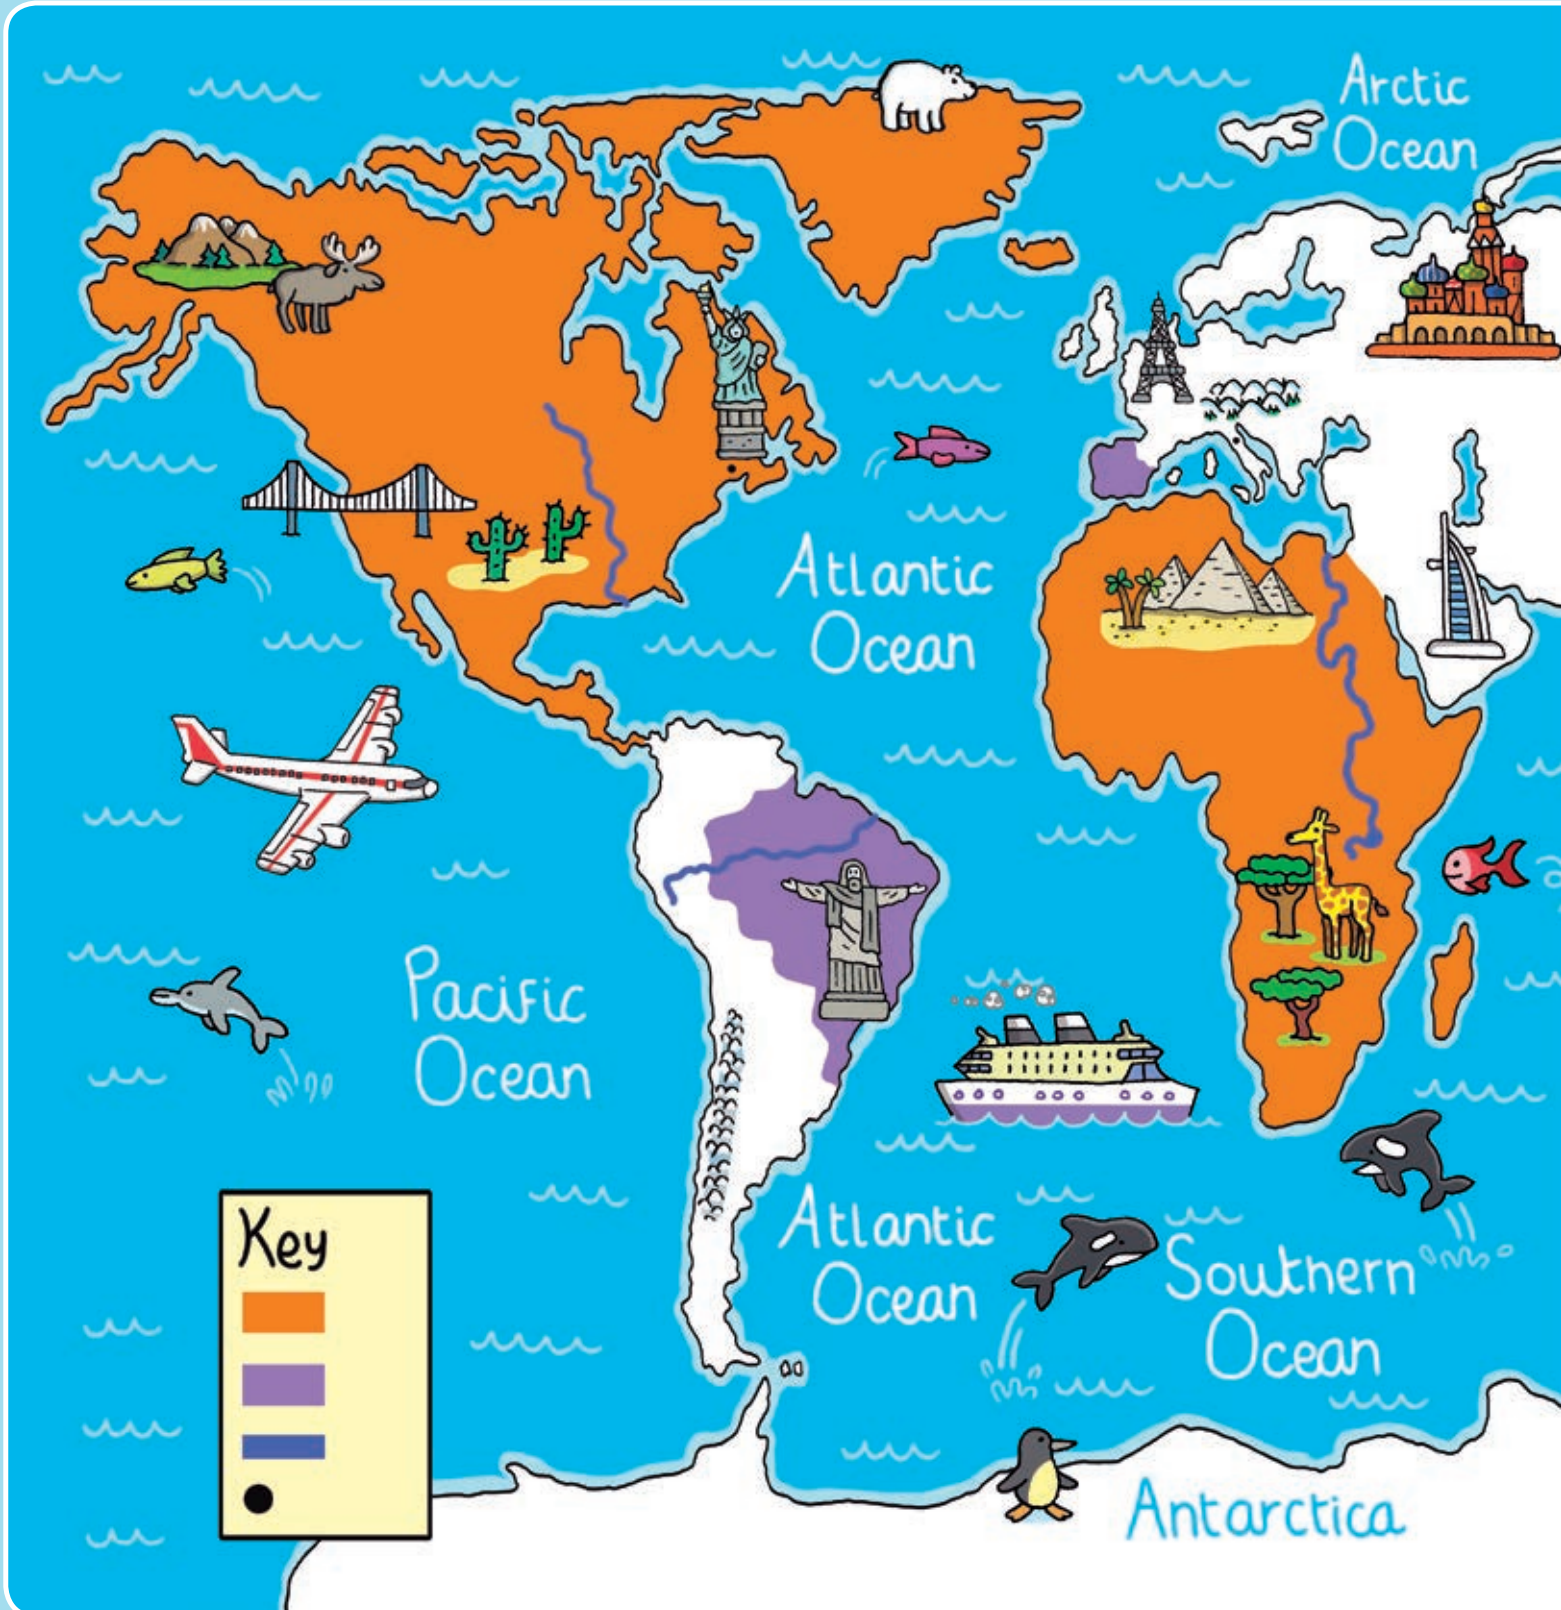 Arctic
Ocean
Atlantic
Ocean
Pacific
Ocean
Atlantic
Ocean
Southern
Ocean
Key
Antarctica